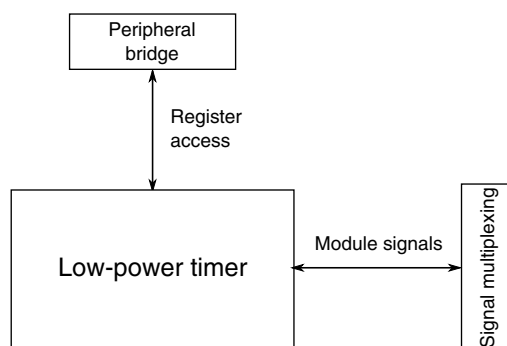 Peripheral
bridge
Register
access
Low-power timer
Module signals
Signal multiplexing